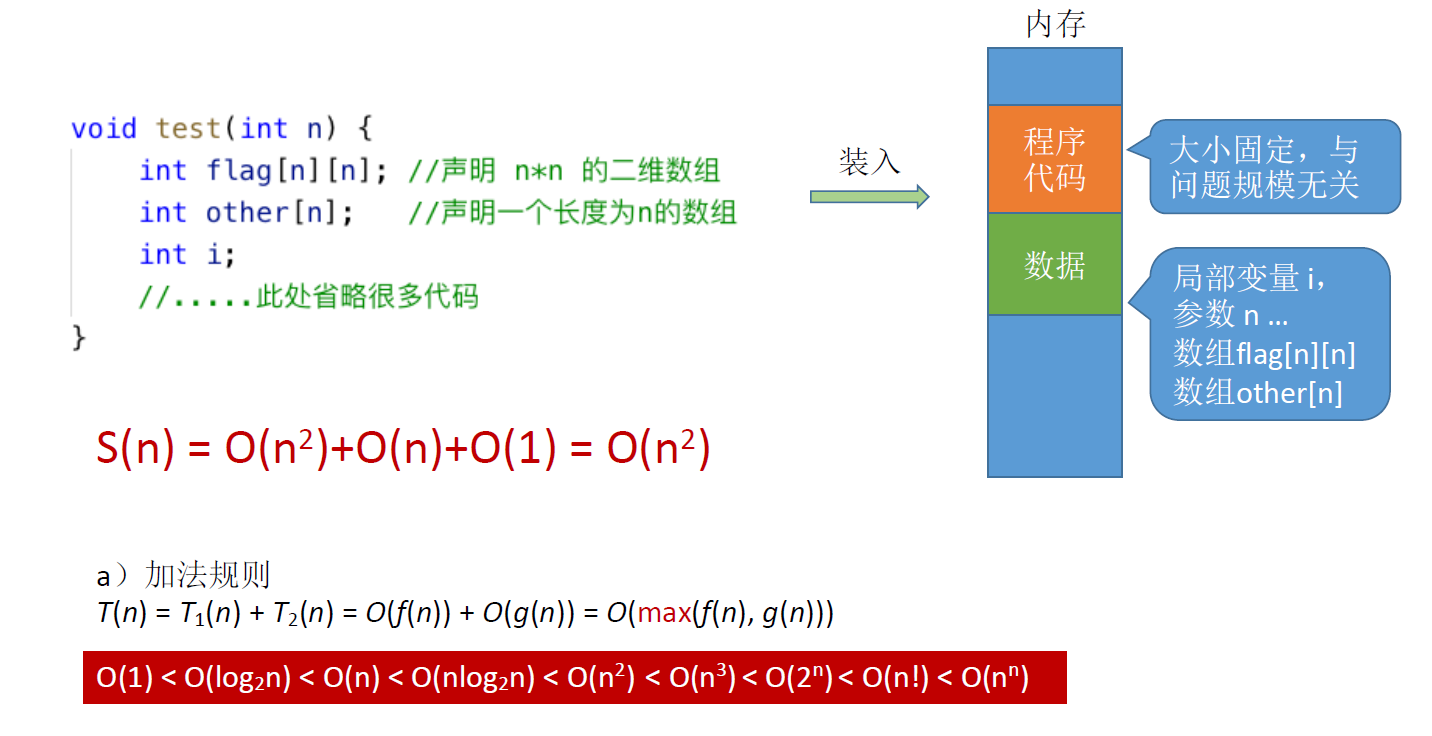 内存
void test(int n) {
int flag[n][n]; //声明 n*n 的二维数组
int other[n]; //声明一个长度为n的数组
int i;
//.....此处省略很多代码
}
装入
程序
代码
数据
大小固定，与
问题规模无关
局部变量 i，
参数 n …
数组flag[n][n]
数组other[n]
S(n) = O(n²)+O(n)+O(1) = O(n²)
a）加法规则
T(n) = T₁(n) + T₂(n) = O(f(n)) + O(g(n)) = O(max(f(n), g(n)))
O(1) < O(log₂n) < O(n) < O(nlog₂n) < O(n²) < O(n³) < O(2ⁿ) < O(n!) < O(nⁿ)